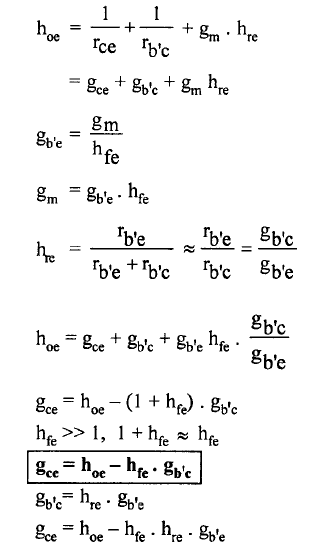 h_oe = 1/r_ce + 1/r_b'c + g_m . h_re
= g_ce + g_b'c + g_m h_re
g_b'e = gm/h_fe
g_m = g_b'e . h_fe
h_re = r_b'e/(r_b'e + r_b'c) ≈ r_b'e/r_b'c = g_b'c/g_b'e
h_oe = g_ce + g_b'c + g_b'e h_fe . g_b'c/g_b'e
g_ce = h_oe – (1 + h_fe) . g_b'c
h_fe >> 1, 1 + h_fe ≈ h_fe
g_ce = h_oe – h_fe . g_b'c
g_b'c = h_re . g_b'e
g_ce = h_oe – h_fe . h_re . g_b'e